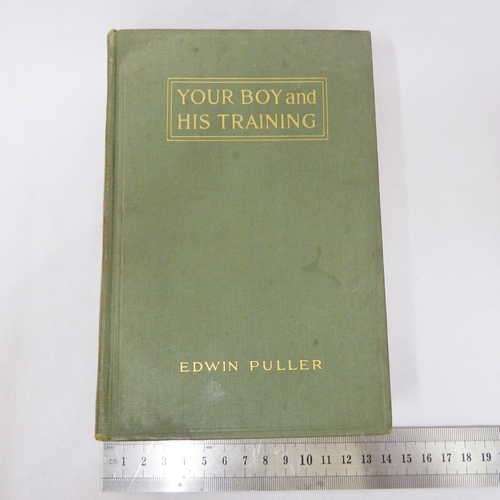 YOUR BOY and
HIS TRAINING
EDWIN PULLER
1 2 3 4 5 6 7 8 9 10 11 12 13 14 15 16 17 18 19